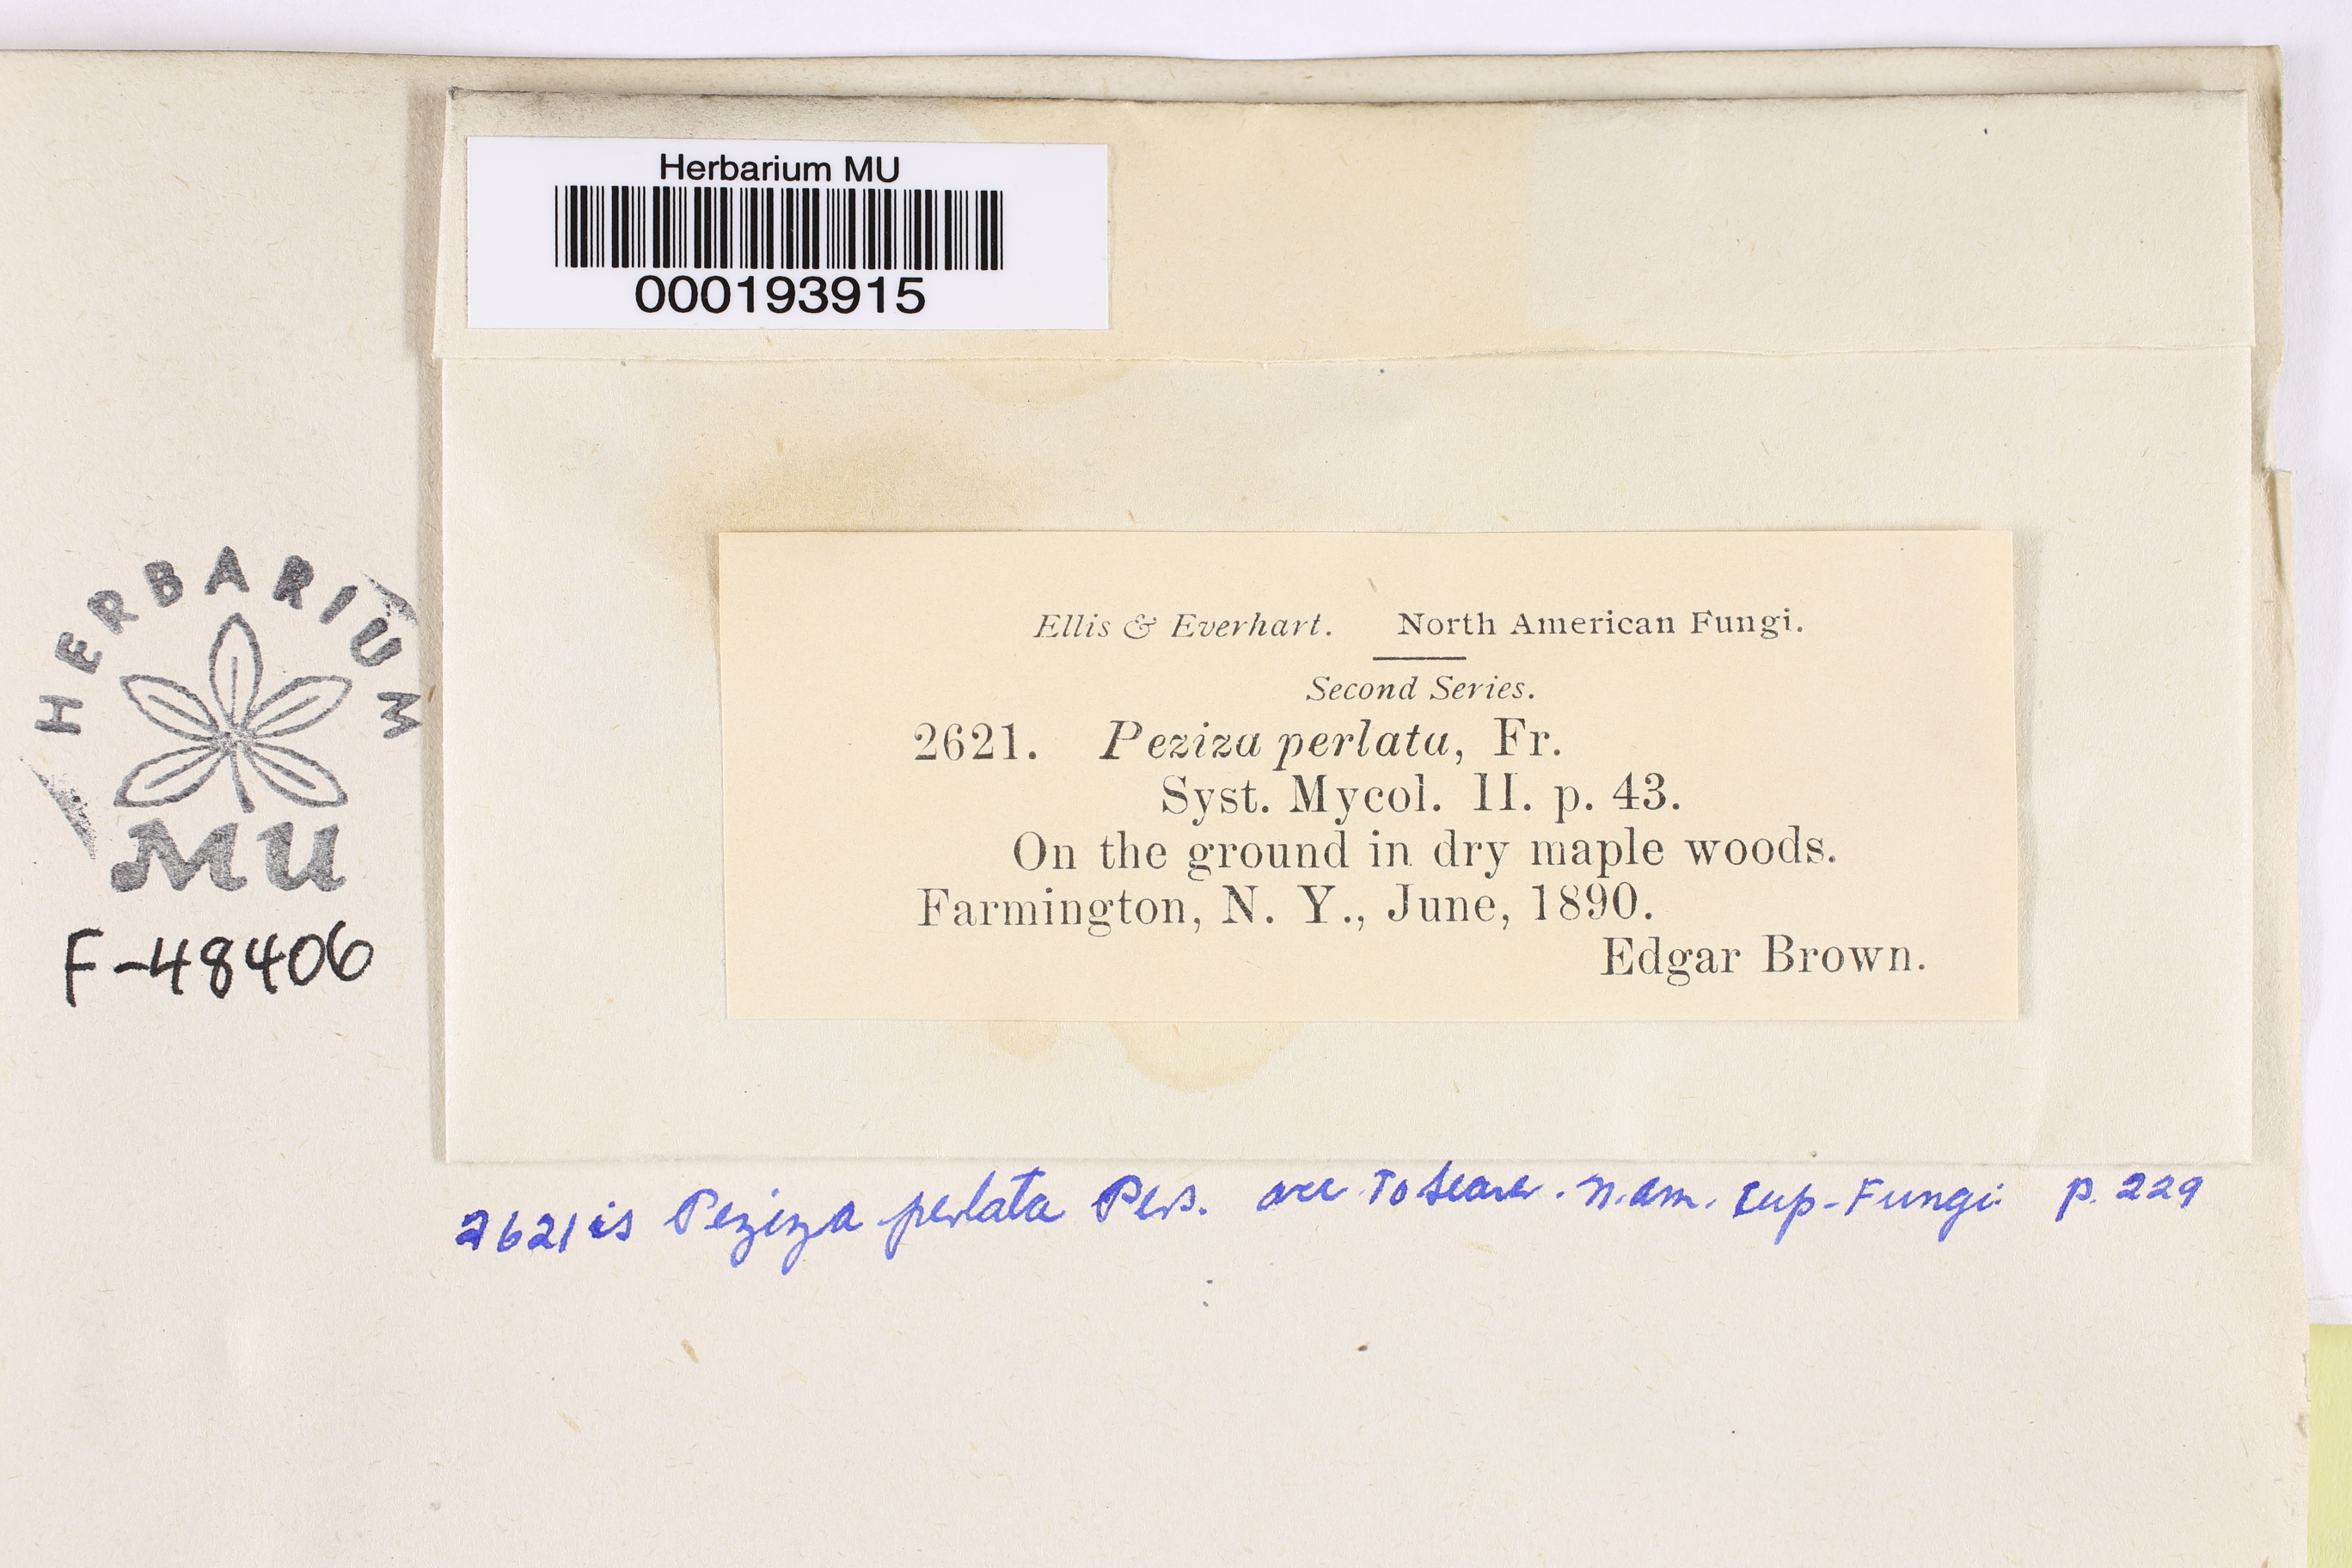 Herbarium MU
000193915
HERBARIUM
MU
F-48406
Ellis & Everhart. North American Fungi.
Second Series.
2621. Peziza perlata, Fr.
Syst. Mycol. II. p. 43.
On the ground in dry maple woods.
Farmington, N. Y., June, 1890.
Edgar Brown.
2621 is Peziza perlata Pers. acc. To Seaver. N. Am. Cup-Fungi p. 229